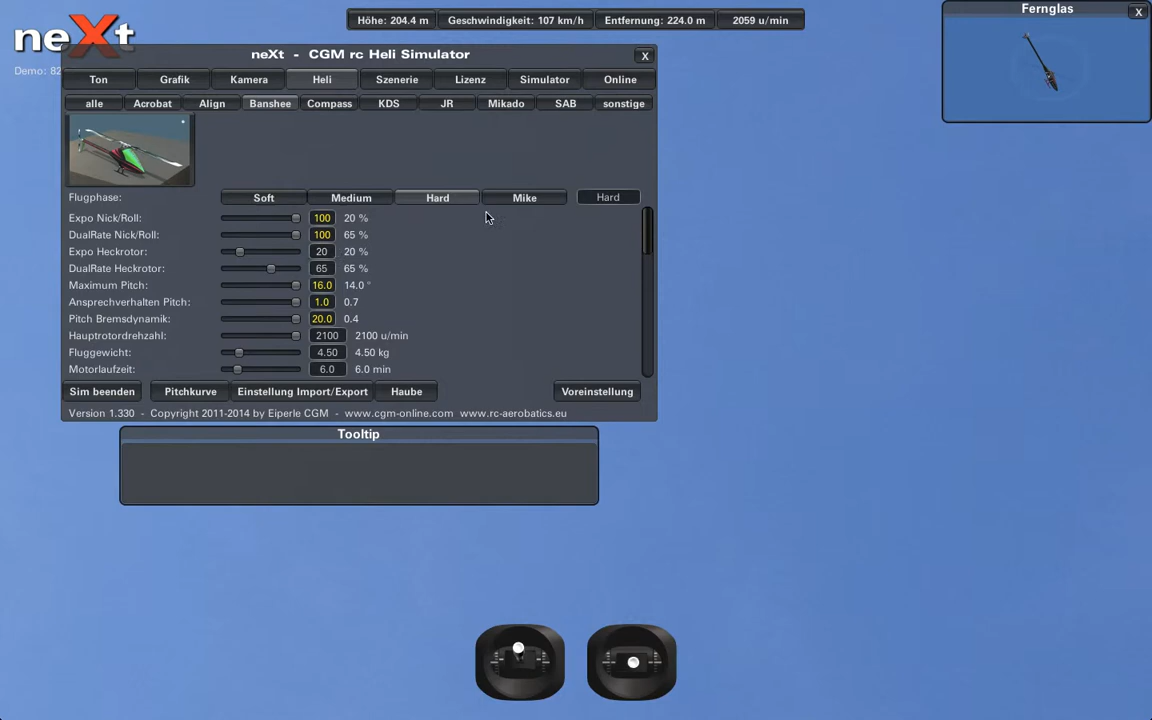 Höhe: 204.4 m Geschwindigkeit: 107 km/h Entfernung: 224.0 m 2059 u/min
Fernglas X
neXt
Demo: 82
neXt - CGM rc Heli Simulator X
Ton Grafik Kamera Heli Szenerie Lizenz Simulator Online
alle Acrobat Align Banshee Compass KDS JR Mikado SAB sonstige
Flugphase: Soft Medium Hard Mike Hard
Expo Nick/Roll: 100 20 %
DualRate Nick/Roll: 100 65 %
Expo Heckrotor: 20 20 %
DualRate Heckrotor: 65 65 %
Maximum Pitch: 16.0 14.0 °
Ansprechverhalten Pitch: 1.0 0.7
Pitch Bremsdynamik: 20.0 0.4
Hauptrotordrehzahl: 2100 2100 u/min
Fluggewicht: 4.50 4.50 kg
Motorlaufzeit: 6.0 6.0 min
Sim beenden Pitchkurve Einstellung Import/Export Haube Voreinstellung
Version 1.330 - Copyright 2011-2014 by Eiperle CGM - www.cgm-online.com www.rc-aerobatics.eu
Tooltip